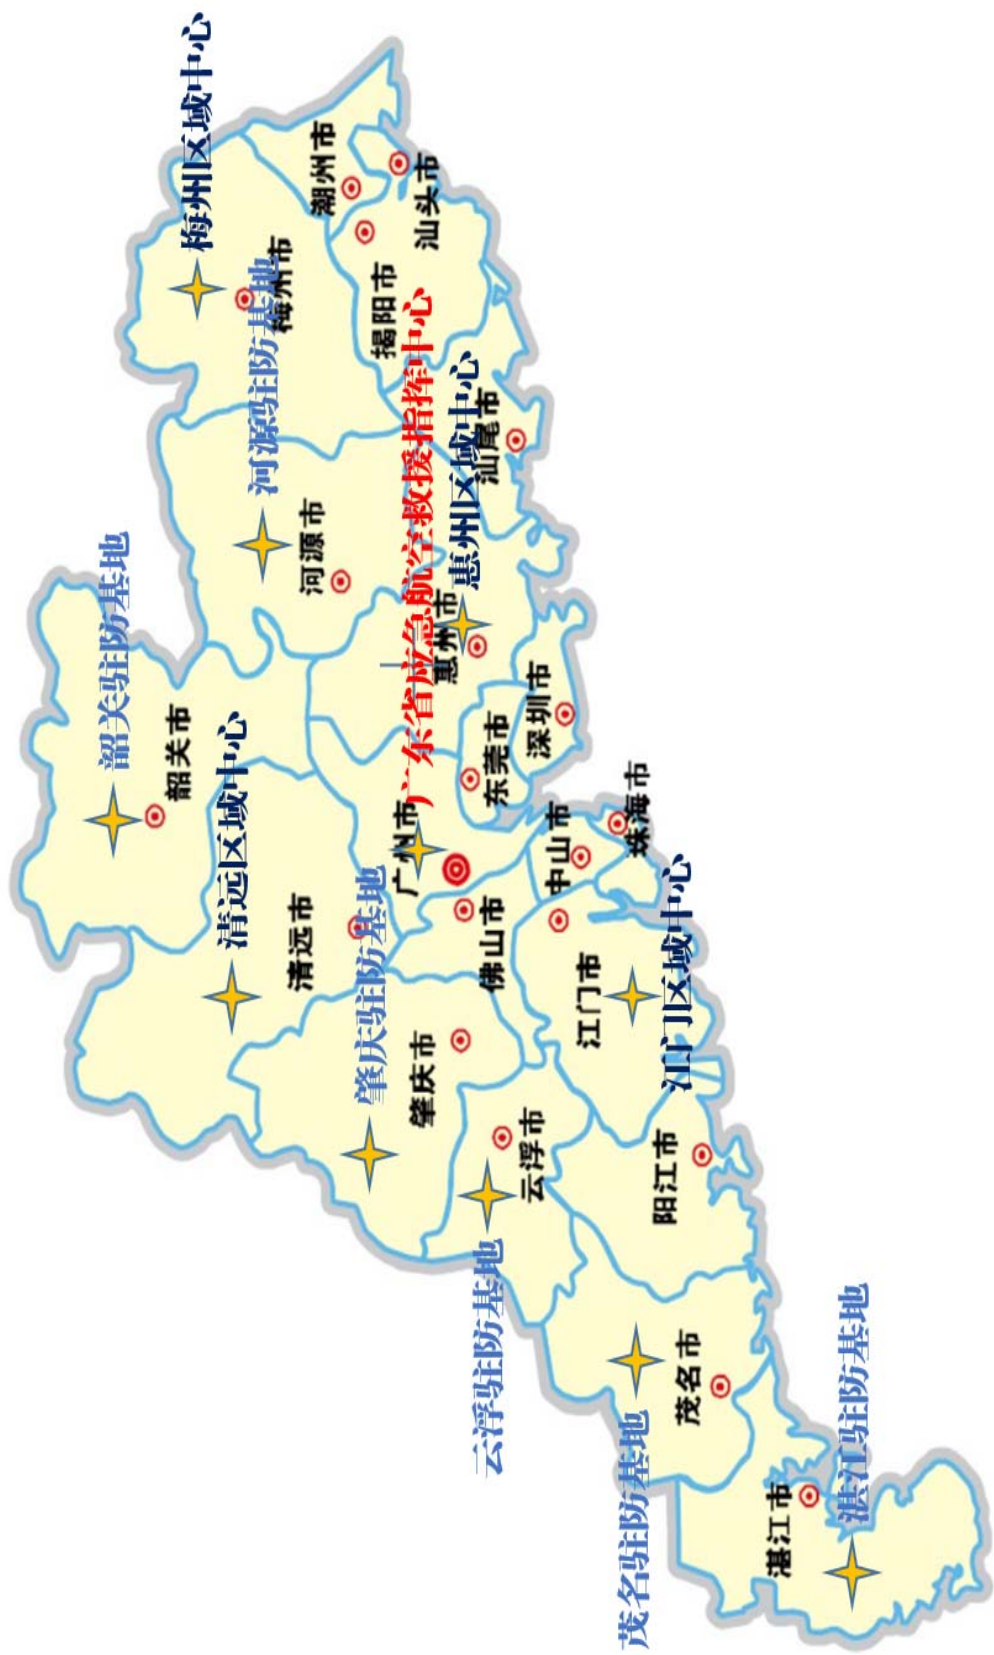 韶关驻防基地
韶关市
梅州区域中心
梅州市
河源驻防基地
河源市
清远区域中心
清远市
潮州市
汕头市
揭阳市
汕尾市
广东省应急航空救援指挥中心
广州市
惠州区域中心
惠州市
肇庆驻防基地
肇庆市
佛山市
东莞市
深圳市
中山市
珠海市
江门市
江门区域中心
云浮市
云浮驻防基地
阳江市
茂名市
茂名驻防基地
湛江市
湛江驻防基地